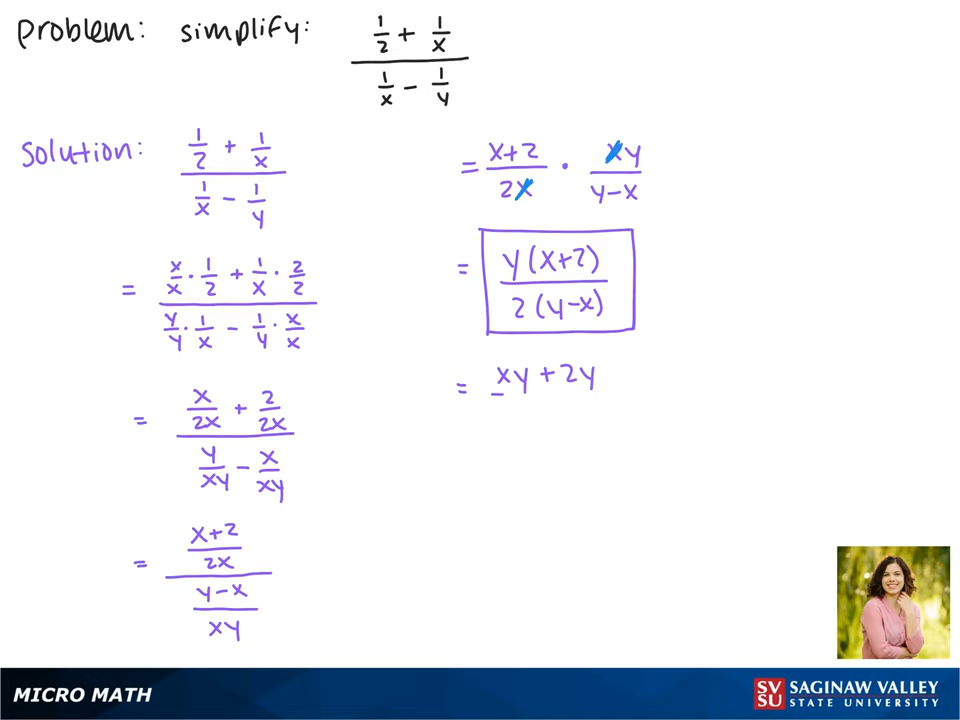 problem: simplify: (1/2 + 1/x) / (1/x − 1/y)
Solution: (1/2 + 1/x) / (1/x − 1/y)
= (x/x · 1/2 + 1/x · 2/2) / (y/y · 1/x − 1/y · x/x)
= (x/2x + 2/2x) / (y/xy − x/xy)
= ((x+2)/2x) / ((y−x)/xy)
= (x+2)/2x · xy/(y−x)
= y(x+2) / 2(y−x)
= xy + 2y
MICRO MATH
SV SU SAGINAW VALLEY
STATE UNIVERSITY